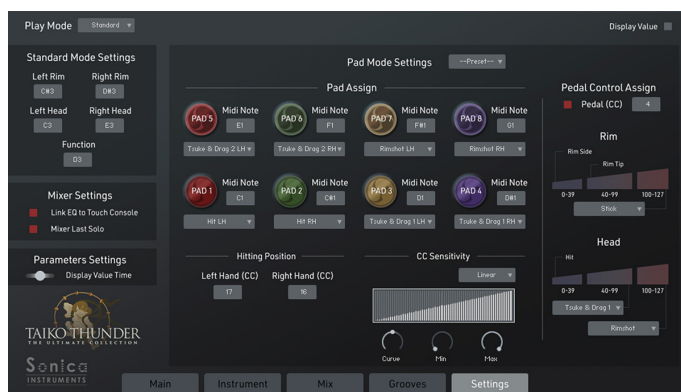 Play Mode Standard Display Value
Standard Mode Settings
Left Rim Right Rim
C#3 D#3
Left Head Right Head
C3 E3
Function
D3
Mixer Settings
Link EQ to Touch Console
Mixer Last Solo
Parameters Settings
Display Value Time
TAIKO THUNDER
THE ULTIMATE COLLECTION
Sonica
INSTRUMENTS
Pad Mode Settings --Preset--
Pad Assign
PAD 5 Midi Note PAD 6 Midi Note PAD 7 Midi Note PAD 8 Midi Note
E1 F1 F#1 G1
Tsuke & Drag 2 LH Tsuke & Drag 2 RH Rimshot LH Rimshot RH
PAD 1 Midi Note PAD 2 Midi Note PAD 3 Midi Note PAD 4 Midi Note
C1 C#1 D1 D#1
Hit LH Hit RH Tsuke & Drag 1 LH Tsuke & Drag 1 RH
Hitting Position
Left Hand (CC) Right Hand (CC)
17 16
CC Sensitivity
Linear
Curve Min Max
Pedal Control Assign
Pedal (CC) 4
Rim
Rim Side
Rim Tip
0-39 40-99 100-127
Stick
Head
Hit
0-39 40-99 100-127
Tsuke & Drag 1
Rimshot
Main Instrument Mix Grooves Settings